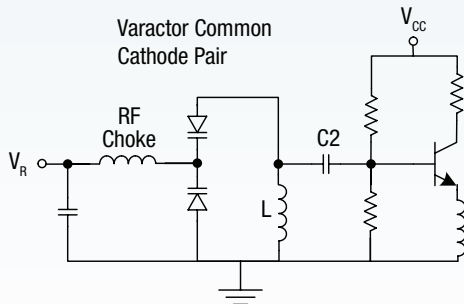 Varactor Common
Cathode Pair
V_CC
RF
Choke
C2
V_R
L